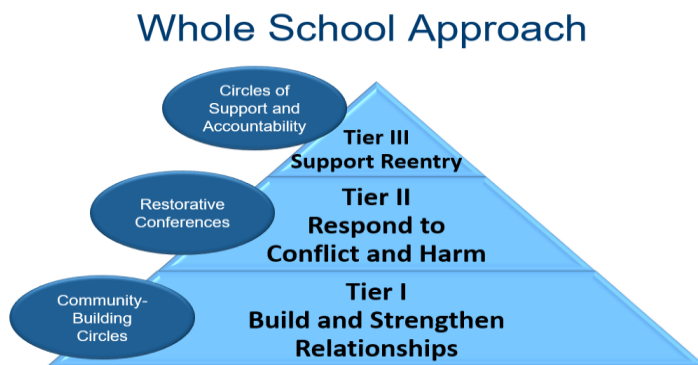 Whole School Approach
Circles of
Support and
Accountability
Tier III
Support Reentry
Restorative
Conferences
Tier II
Respond to
Conflict and Harm
Community-
Building
Circles
Tier I
Build and Strengthen
Relationships